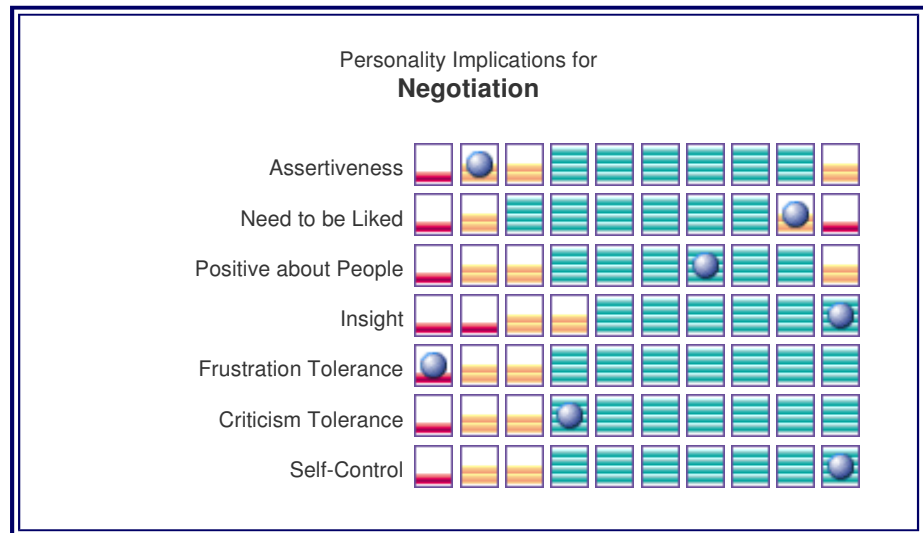 Personality Implications for
Negotiation
Assertiveness
Need to be Liked
Positive about People
Insight
Frustration Tolerance
Criticism Tolerance
Self-Control